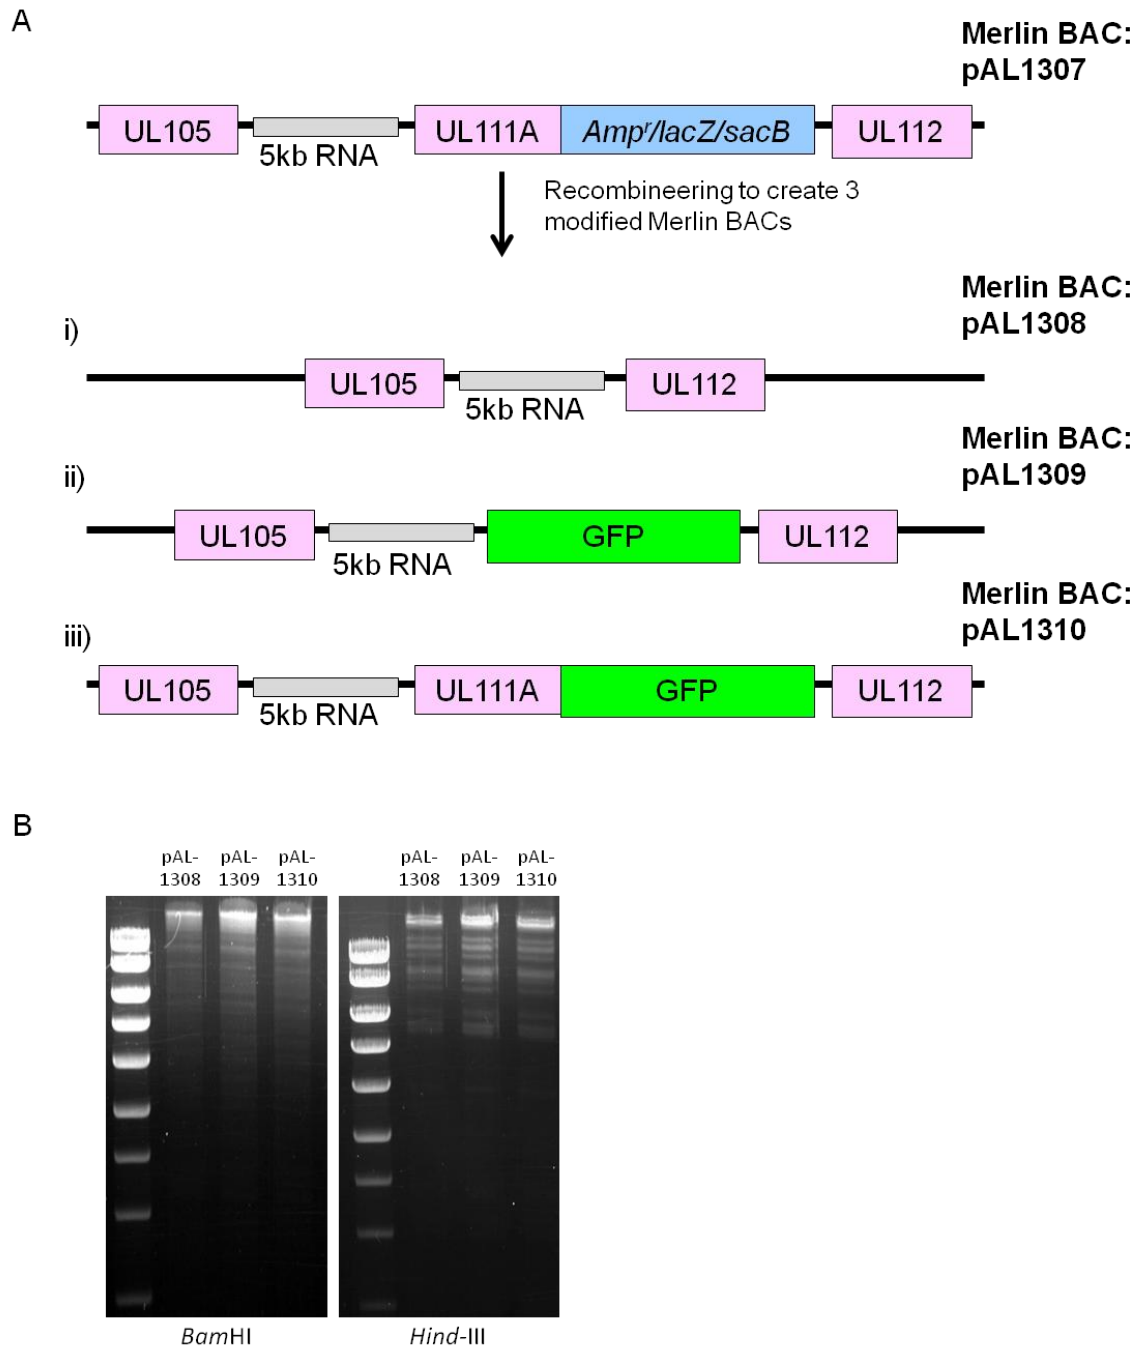 A
Merlin BAC:
pAL1307
UL105
5kb RNA
UL111A
Ampʳ/lacZ/sacB
UL112
Recombineering to create 3
modified Merlin BACs
Merlin BAC:
pAL1308
i)
UL105
5kb RNA
UL112
Merlin BAC:
pAL1309
ii)
UL105
5kb RNA
GFP
UL112
Merlin BAC:
pAL1310
iii)
UL105
5kb RNA
UL111A
GFP
UL112
B
pAL-
1308
pAL-
1309
pAL-
1310
pAL-
1308
pAL-
1309
pAL-
1310
BamHI
Hind-III